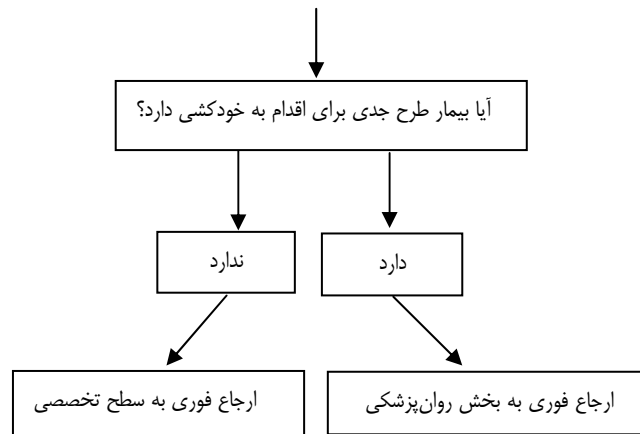 آیا بیمار طرح جدی برای اقدام به خودکشی دارد؟
دارد
ندارد
ارجاع فوری به بخش روان‌پزشکی
ارجاع فوری به سطح تخصصی